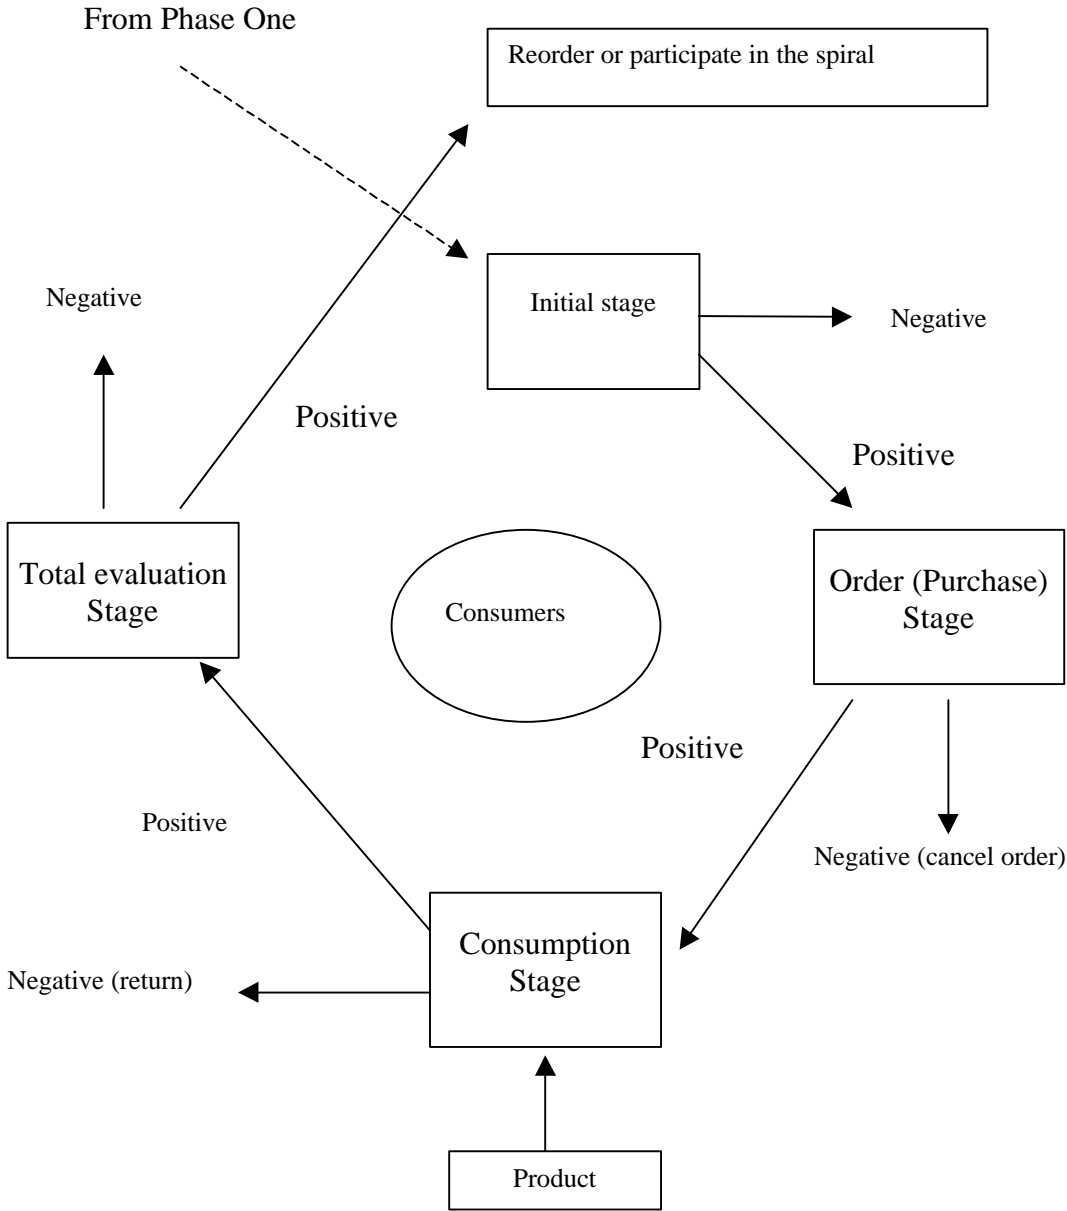 From Phase One
Reorder or participate in the spiral
Negative
Initial stage
Negative
Positive
Positive
Total evaluation
Stage
Consumers
Order (Purchase)
Stage
Positive
Positive
Negative (cancel order)
Consumption
Stage
Negative (return)
Product